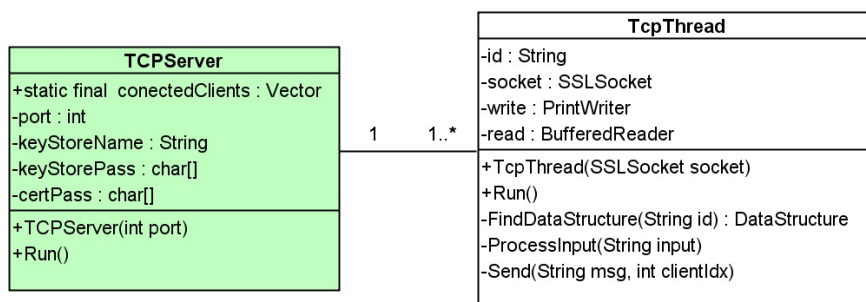 TCPServer
+static final  conectedClients : Vector
-port : int
-keyStoreName : String
-keyStorePass : char[]
-certPass : char[]
+TCPServer(int port)
+Run()
1
1..*
TcpThread
-id : String
-socket : SSLSocket
-write : PrintWriter
-read : BufferedReader
+TcpThread(SSLSocket socket)
+Run()
-FindDataStructure(String id) : DataStructure
-ProcessInput(String input)
-Send(String msg, int clientIdx)